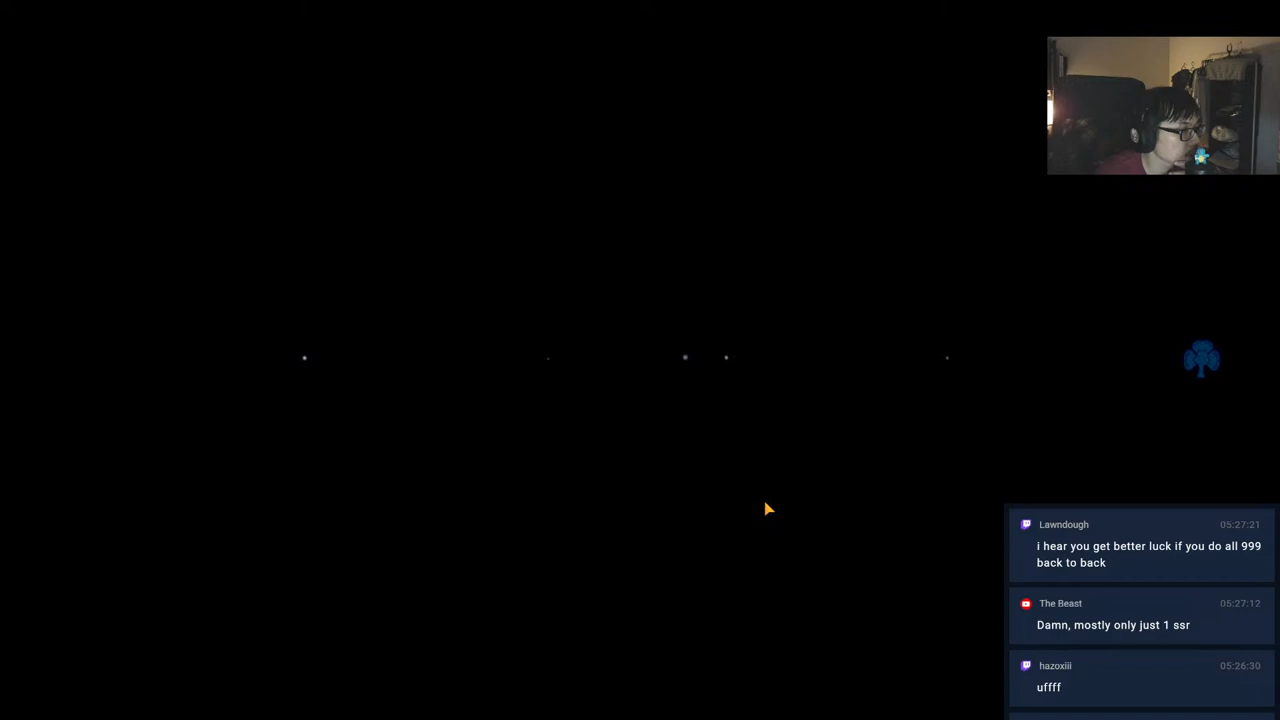 Lawndough 05:27:21
i hear you get better luck if you do all 999
back to back
The Beast 05:27:12
Damn, mostly only just 1 ssr
hazoxiii 05:26:30
uffff